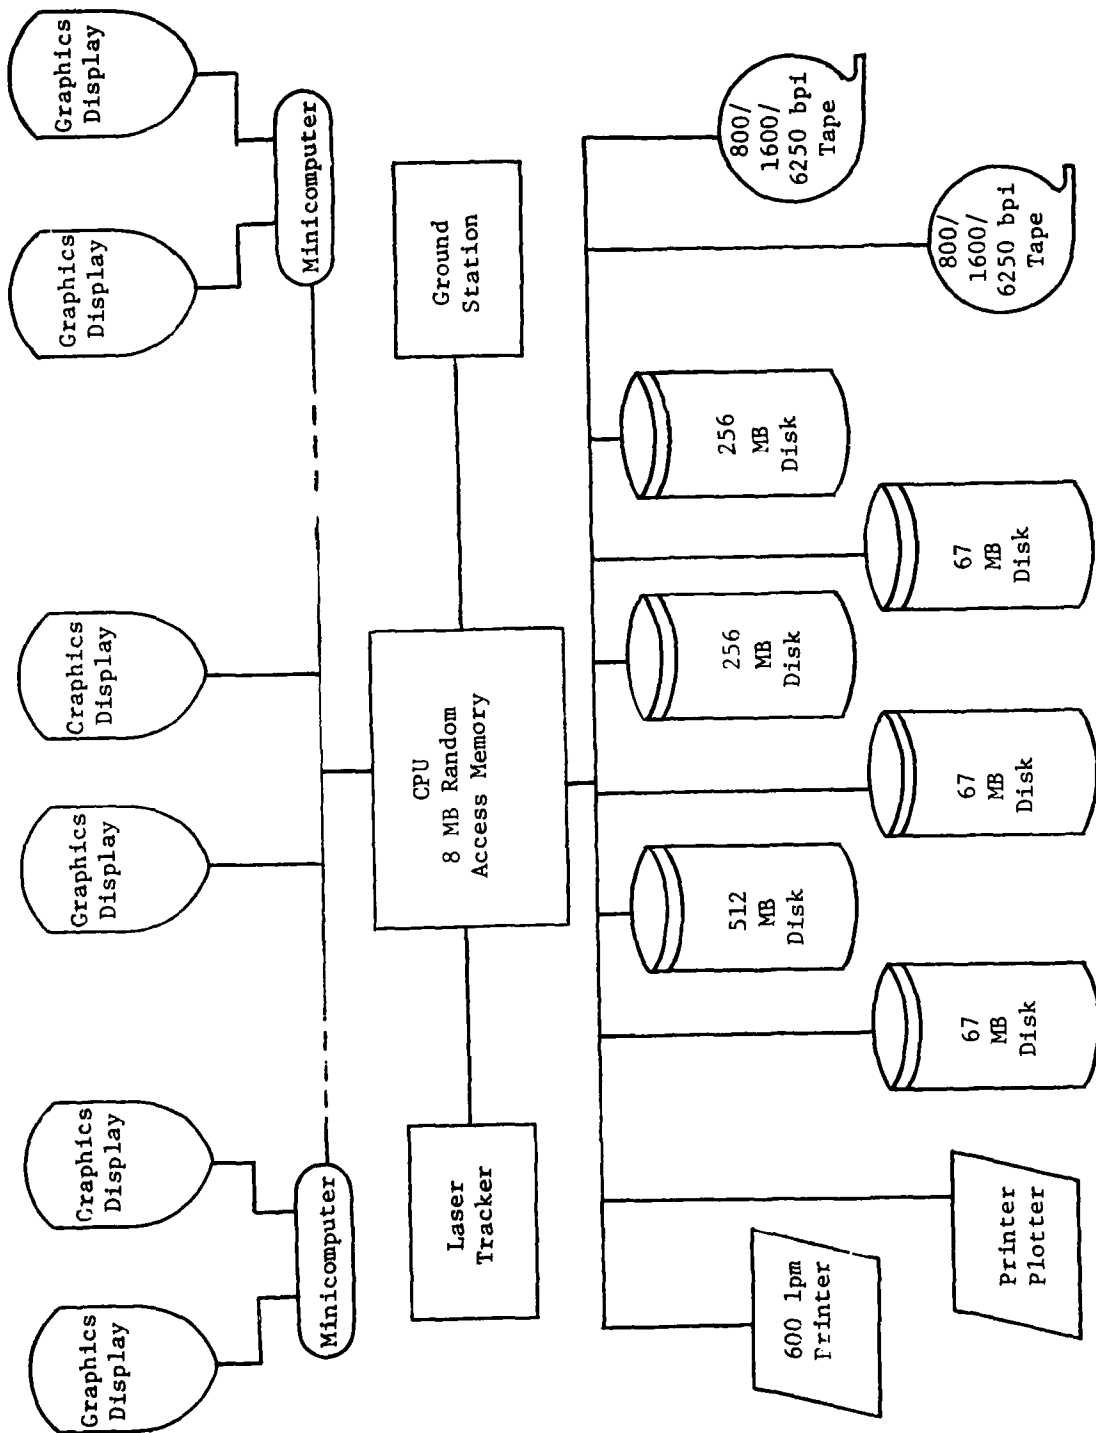 Graphics
Display
Graphics
Display
Graphics
Display
Graphics
Display
Graphics
Display
Graphics
Display
Minicomputer
Minicomputer
Laser
Tracker
CPU
8 MB Random
Access Memory
Ground
Station
600 lpm
Printer
512
MB
Disk
256
MB
Disk
256
MB
Disk
800/
1600/
6250 bpi
Tape
Printer
Plotter
67
MB
Disk
67
MB
Disk
67
MB
Disk
800/
1600/
6250 bpi
Tape